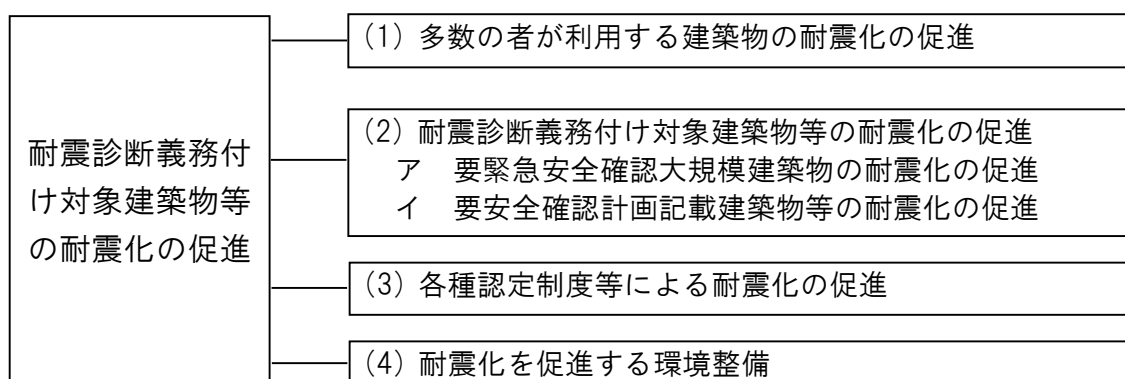 耐震診断義務付
け対象建築物等
の耐震化の促進
(1) 多数の者が利用する建築物の耐震化の促進
(2) 耐震診断義務付け対象建築物等の耐震化の促進
ア 要緊急安全確認大規模建築物の耐震化の促進
イ 要安全確認計画記載建築物等の耐震化の促進
(3) 各種認定制度等による耐震化の促進
(4) 耐震化を促進する環境整備